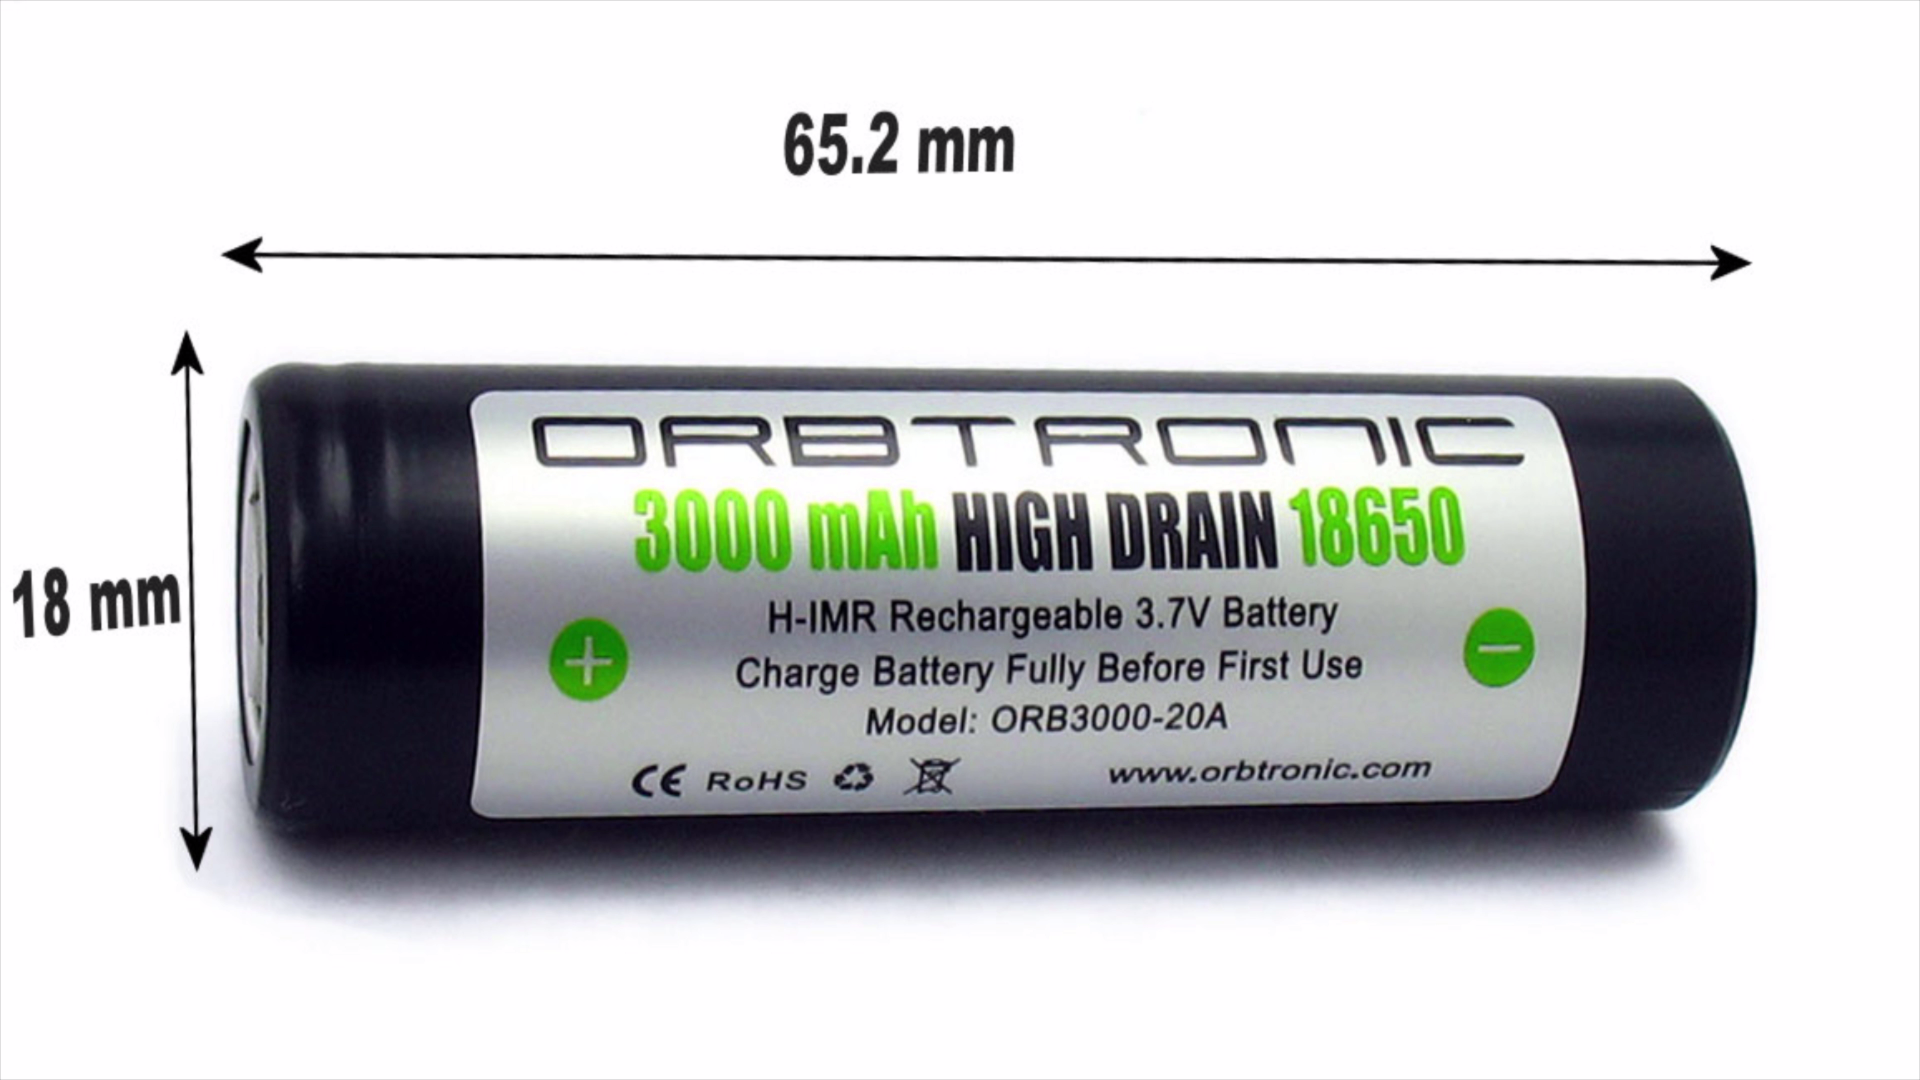 65.2 mm
18 mm
ORBTRONIC
3000 mAh HIGH DRAIN 18650
H-IMR Rechargeable 3.7V Battery
+
-
Charge Battery Fully Before First Use
Model: ORB3000-20A
CE RoHS www.orbtronic.com